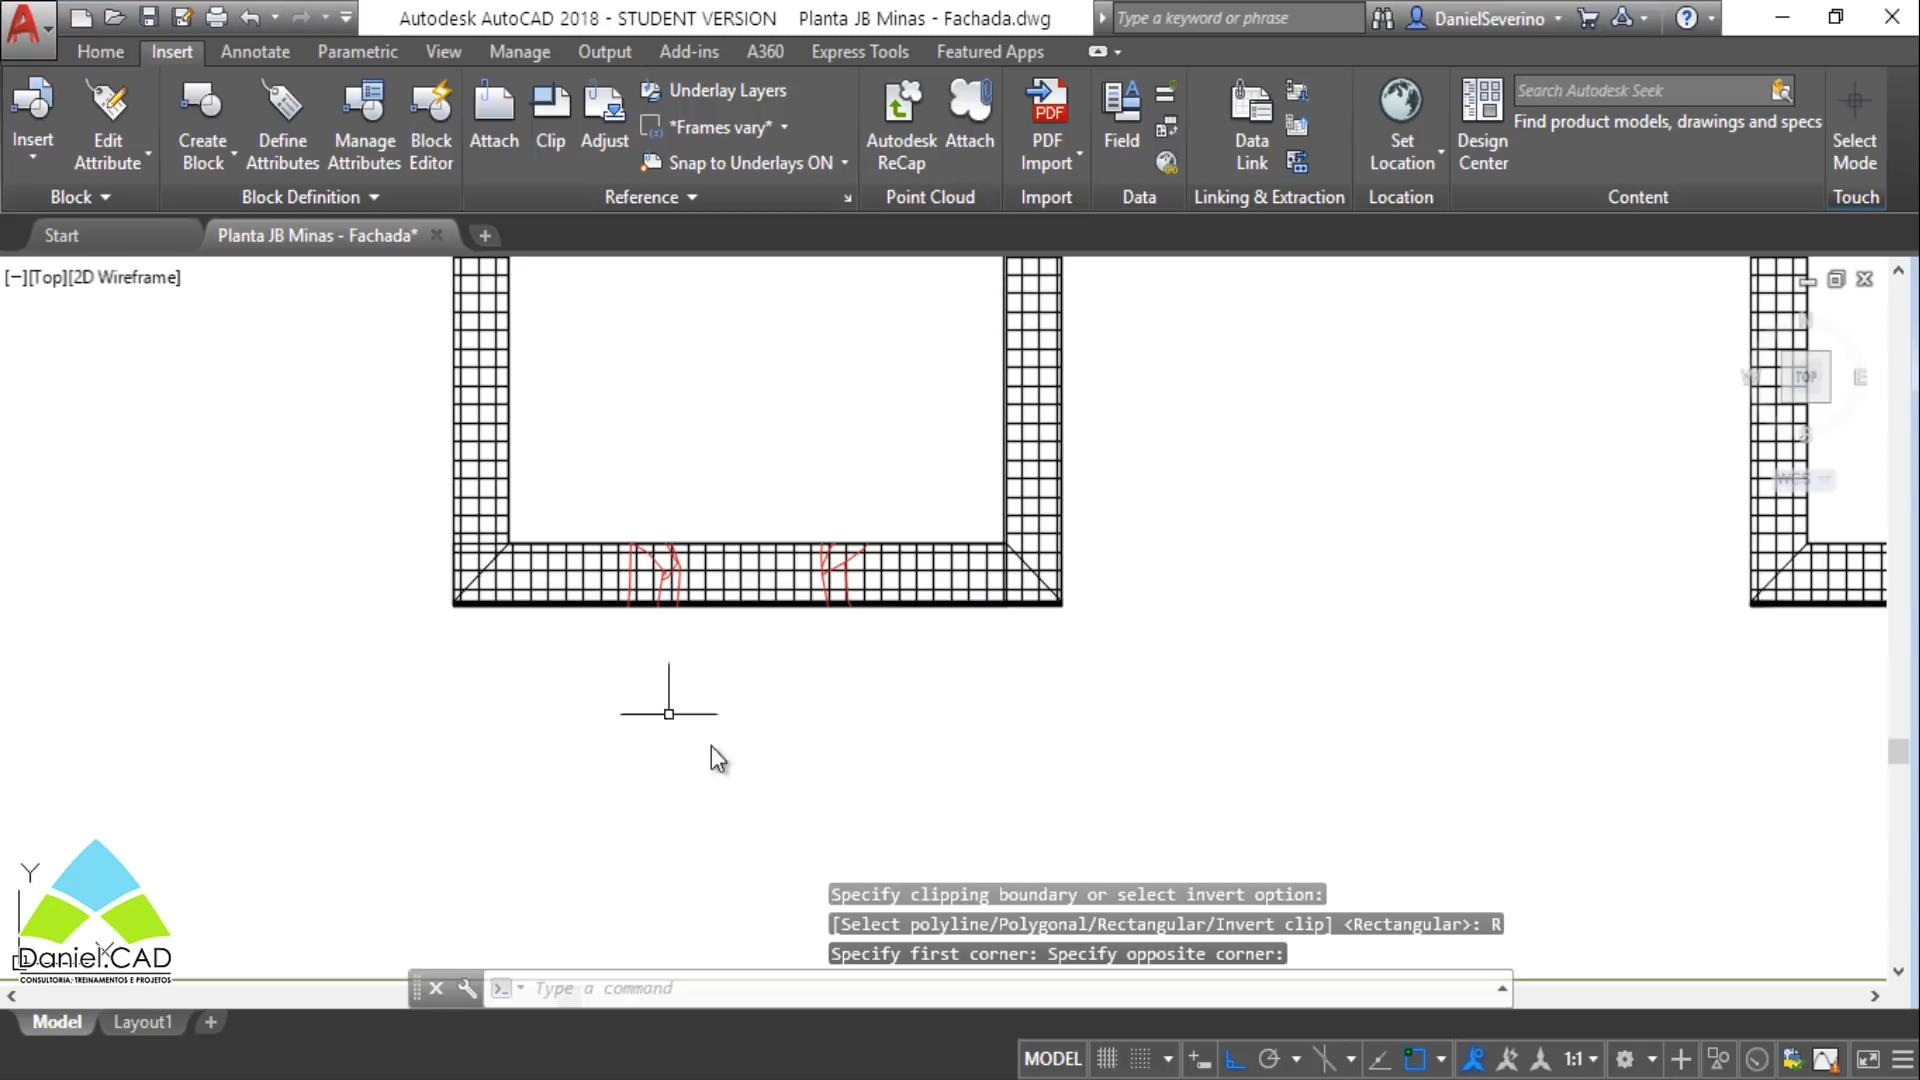 Autodesk AutoCAD 2018 - STUDENT VERSION    Planta JB Minas - Fachada.dwg
Type a keyword or phrase
DanielSeverino
Home Insert Annotate Parametric View Manage Output Add-ins A360 Express Tools Featured Apps
Insert
Edit Attribute
Create Block
Define Attributes
Manage Attributes
Block Editor
Attach
Clip
Adjust
Underlay Layers
*Frames vary*
Snap to Underlays ON
Autodesk ReCap
Attach
PDF Import
Field
Data Link
Set Location
Design Center
Search Autodesk Seek
Find product models, drawings and specs
Select Mode
Block
Block Definition
Reference
Point Cloud
Import
Data
Linking & Extraction
Location
Content
Touch
Start
Planta JB Minas - Fachada*
[−][Top][2D Wireframe]
N
TOP
E
S
WCS
Y
X
Daniel.CAD
CONSULTORIA, TREINAMENTOS E PROJETOS
Specify clipping boundary or select invert option:
[Select polyline/Polygonal/Rectangular/Invert clip] <Rectangular>: R
Specify first corner: Specify opposite corner:
Type a command
Model
Layout1
MODEL
1:1